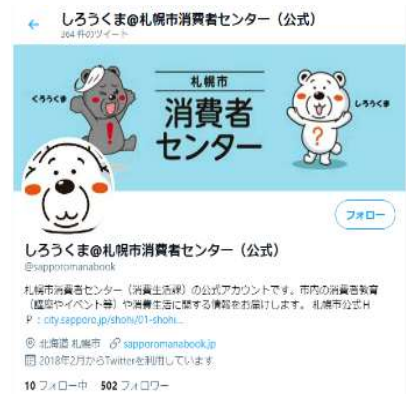 しろうくま@札幌市消費者センター（公式）
264 件のツイート
くろうくま
札幌市
消費者
センター
しろうくま
!
?
フォロー
しろうくま@札幌市消費者センター（公式）
@sapporomanabook
札幌市消費者センター（消費生活課）の公式アカウントです。市内の消費者教育
（講座やイベント等）や消費生活に関する情報をお届けします。 札幌市公式H
P：city.sapporo.jp/shohi/01-shohi...
北海道 札幌市 sapporomanabook.jp
2018年2月からTwitterを利用しています
10 フォロー中 502 フォロワー